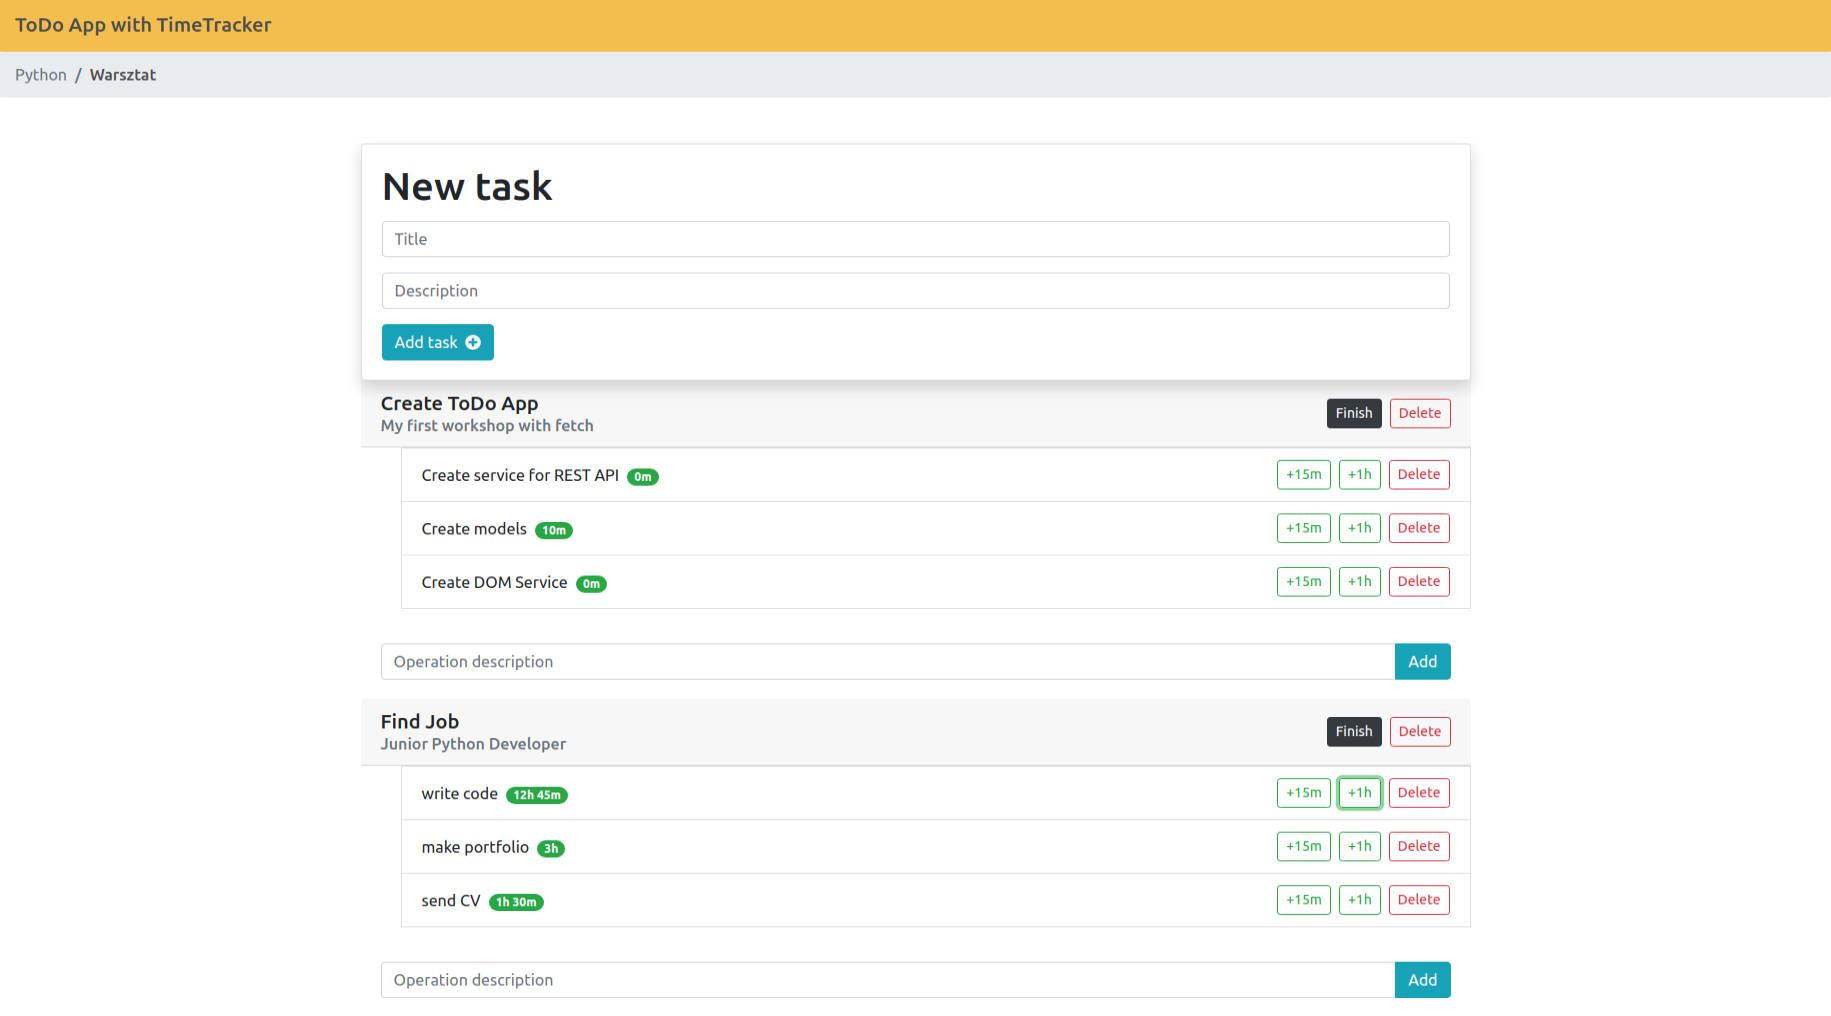 ToDo App with TimeTracker
Python / Warsztat
New task
Title
Description
Add task
Create ToDo App
My first workshop with fetch
Finish Delete
Create service for REST API 0m +15m +1h Delete
Create models 10m +15m +1h Delete
Create DOM Service 0m +15m +1h Delete
Operation description Add
Find Job
Junior Python Developer
Finish Delete
write code 12h 45m +15m +1h Delete
make portfolio 3h +15m +1h Delete
send CV 1h 30m +15m +1h Delete
Operation description Add